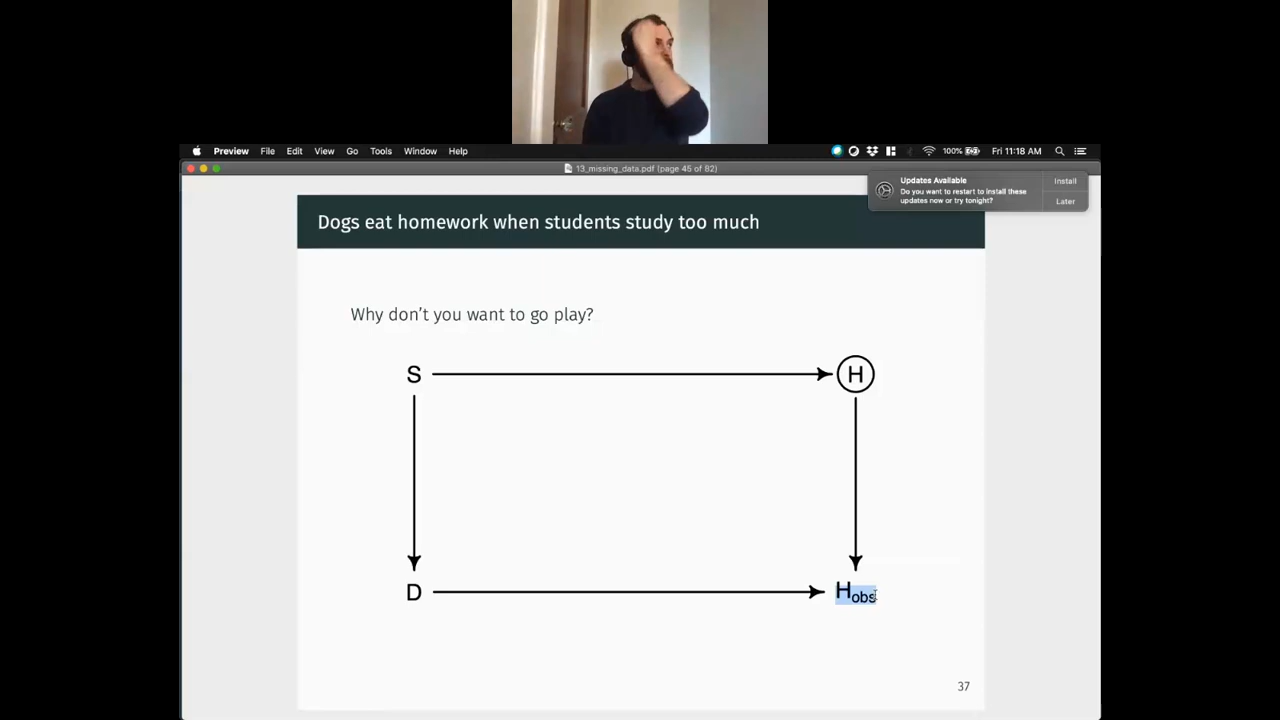 Preview File Edit View Go Tools Window Help 100% Fri 11:18 AM
13_missing_data.pdf (page 45 of 82)
Updates Available
Do you want to restart to install these
updates now or try tonight?
Install
Later
Dogs eat homework when students study too much
Why don't you want to go play?
S H
D Hobs
37